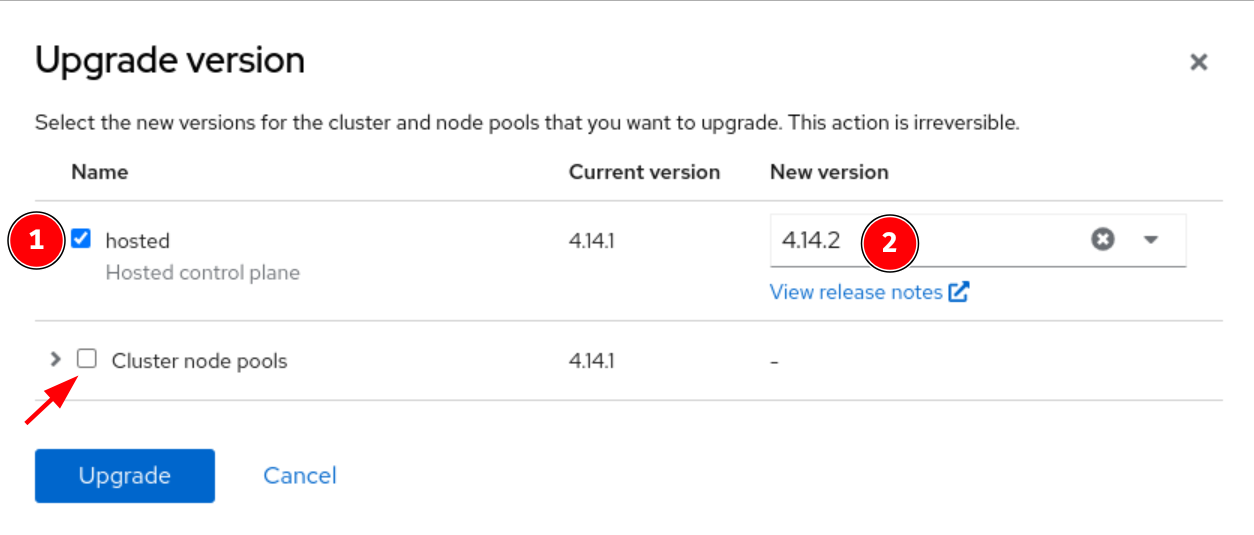 Upgrade version
Select the new versions for the cluster and node pools that you want to upgrade. This action is irreversible.
Name Current version New version
1 hosted 4.14.1 4.14.2 2
Hosted control plane
View release notes
Cluster node pools 4.14.1 -
Upgrade Cancel